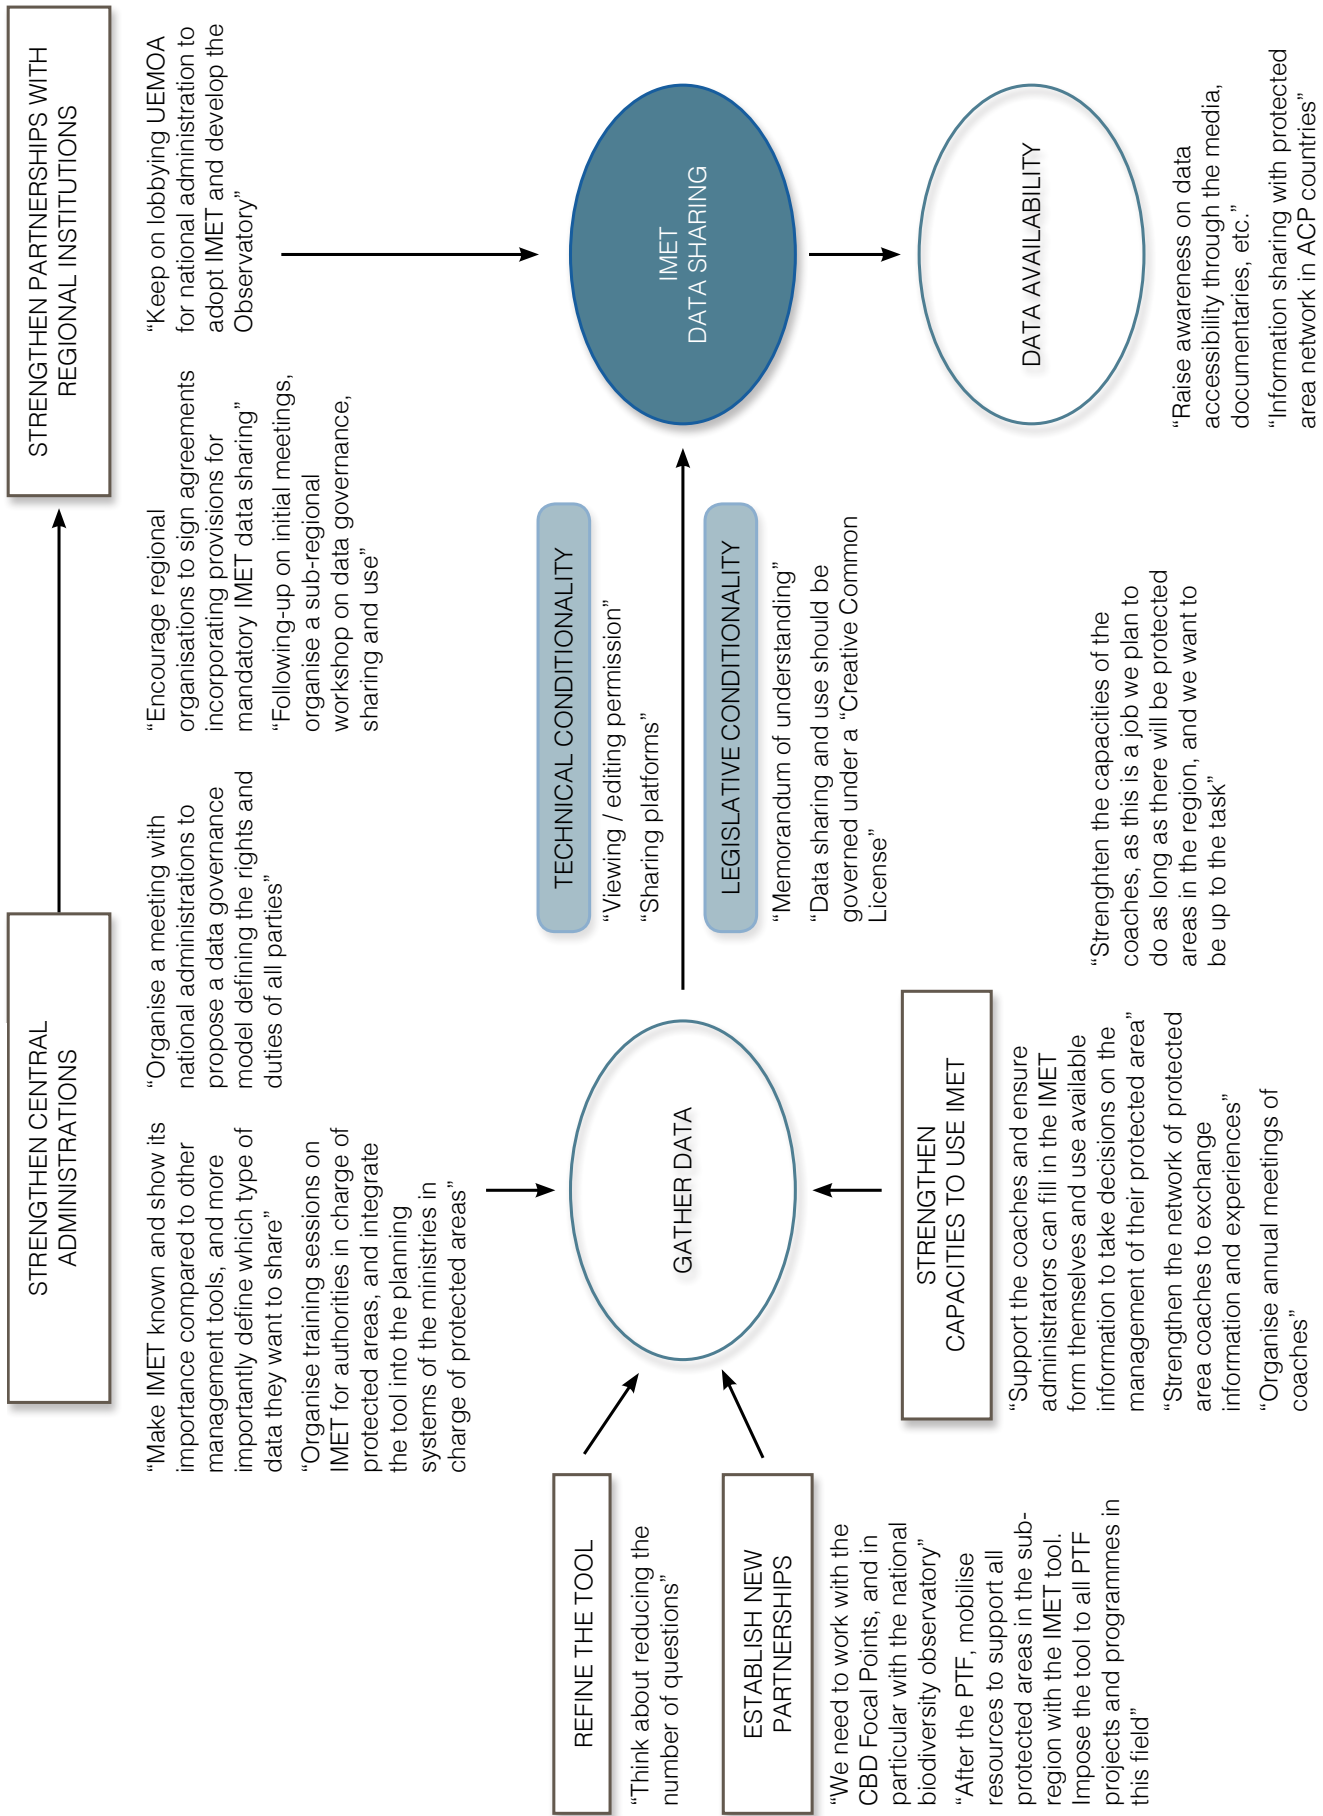 STRENGTHEN CENTRAL
ADMINISTRATIONS
STRENGTHEN PARTNERSHIPS WITH
REGIONAL INSTITUTIONS
“Make IMET known and show its
importance compared to other
management tools, and more
importantly define which type of
data they want to share”
“Organise training sessions on
IMET for authorities in charge of
protected areas, and integrate
the tool into the planning
systems of the ministries in
charge of protected areas”
“Organise a meeting with
national administrations to
propose a data governance
model defining the rights and
duties of all parties”
“Encourage regional
organisations to sign agreements
incorporating provisions for
mandatory IMET data sharing”
“Following-up on initial meetings,
organise a sub-regional
workshop on data governance,
sharing and use”
“Keep on lobbying UEMOA
for national administration to
adopt IMET and develop the
Observatory”
REFINE THE TOOL
“Think about reducing the
number of questions”
ESTABLISH NEW
PARTNERSHIPS
“We need to work with the
CBD Focal Points, and in
particular with the national
biodiversity observatory”
“After the PTF, mobilise
resources to support all
protected areas in the sub-
region with the IMET tool.
Impose the tool to all PTF
projects and programmes in
this field”
GATHER DATA
TECHNICAL CONDITIONALITY
“Viewing / editing permission”
“Sharing platforms”
LEGISLATIVE CONDITIONALITY
“Memorandum of understanding”
“Data sharing and use should be
governed under a “Creative Common
License”
IMET
DATA SHARING
STRENGTHEN
CAPACITIES TO USE IMET
“Support the coaches and ensure
administrators can fill in the IMET
form themselves and use available
information to take decisions on the
management of their protected area”
“Strengthen the network of protected
area coaches to exchange
information and experiences”
“Organise annual meetings of
coaches”
“Strenghten the capacities of the
coaches, as this is a job we plan to
do as long as there will be protected
areas in the region, and we want to
be up to the task”
DATA AVAILABILITY
“Raise awareness on data
accessibility through the media,
documentaries, etc.”
“Information sharing with protected
area network in ACP countries”